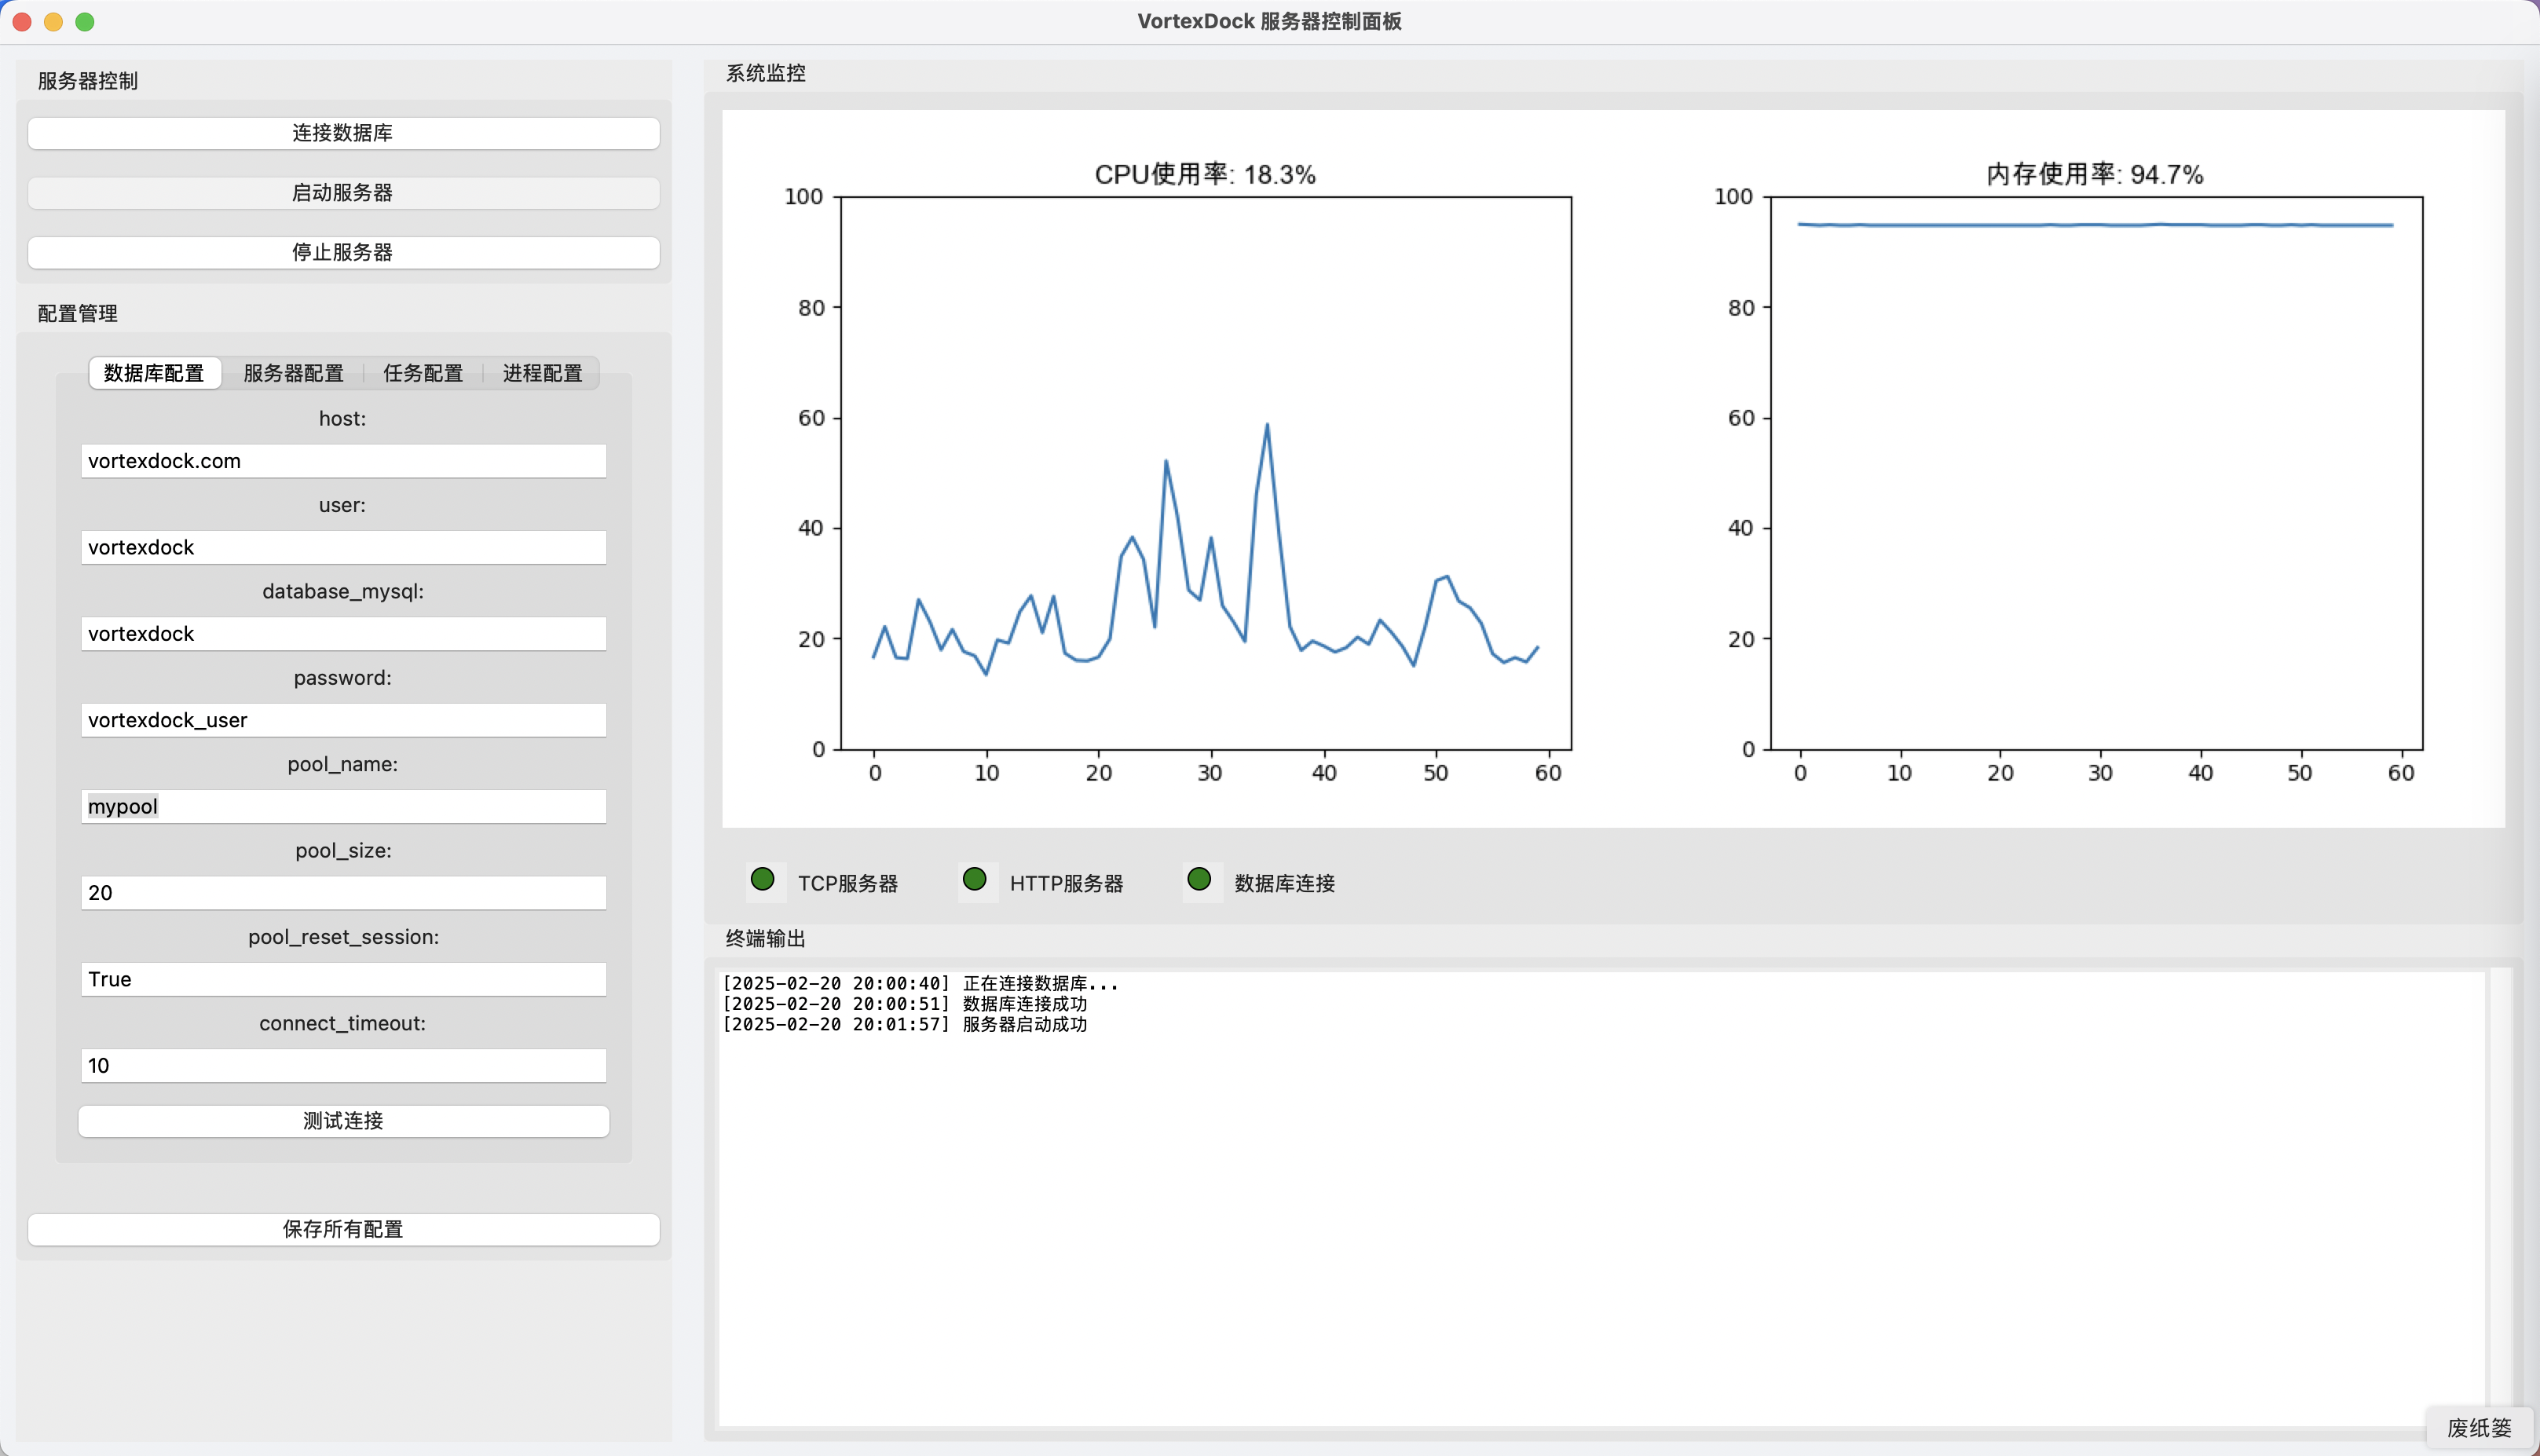 VortexDock 服务器控制面板
服务器控制
连接数据库
启动服务器
停止服务器
配置管理
数据库配置 服务器配置 任务配置 进程配置
host:
vortexdock.com
user:
vortexdock
database_mysql:
vortexdock
password:
vortexdock_user
pool_name:
mypool
pool_size:
20
pool_reset_session:
True
connect_timeout:
10
测试连接
保存所有配置
系统监控
CPU使用率: 18.3%
100
80
60
40
20
0
0 10 20 30 40 50 60
内存使用率: 94.7%
100
80
60
40
20
0
0 10 20 30 40 50 60
TCP服务器 HTTP服务器 数据库连接
终端输出
[2025-02-20 20:00:40] 正在连接数据库...
[2025-02-20 20:00:51] 数据库连接成功
[2025-02-20 20:01:57] 服务器启动成功
废纸篓